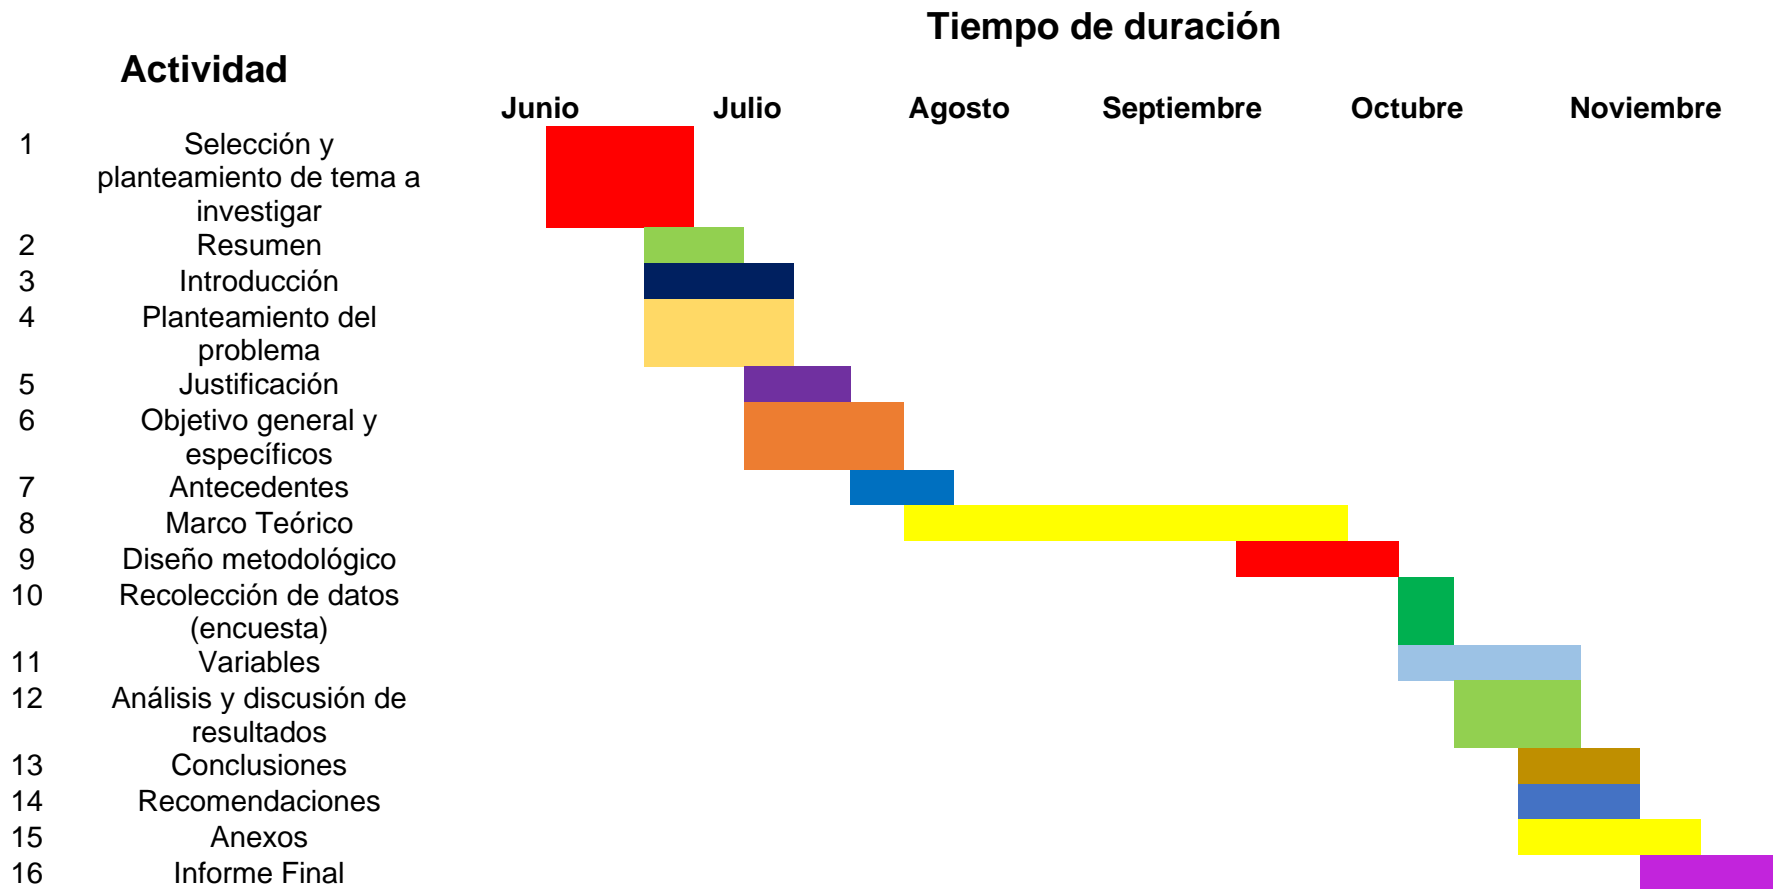 Tiempo de duración
Actividad
Junio Julio Agosto Septiembre Octubre Noviembre
1 Selección y
planteamiento de tema a
investigar
2 Resumen
3 Introducción
4 Planteamiento del
problema
5 Justificación
6 Objetivo general y
específicos
7 Antecedentes
8 Marco Teórico
9 Diseño metodológico
10 Recolección de datos
(encuesta)
11 Variables
12 Análisis y discusión de
resultados
13 Conclusiones
14 Recomendaciones
15 Anexos
16 Informe Final